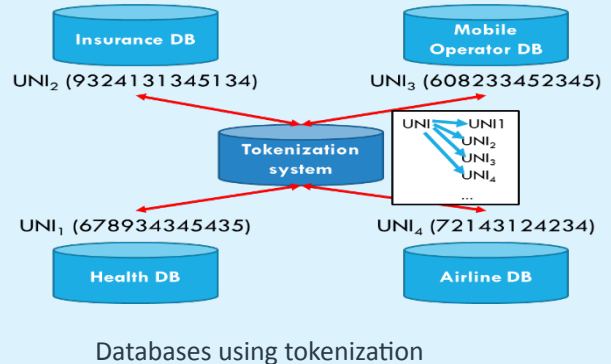 Insurance DB
Mobile
Operator DB
UNI₂ (9324131345134)
UNI₃ (608233452345)
Tokenization
system
UNI UNI1
UNI₂
UNI₃
UNI₄
...
UNI₁ (678934345435)
UNI₄ (72143124234)
Health DB
Airline DB
Databases using tokenization